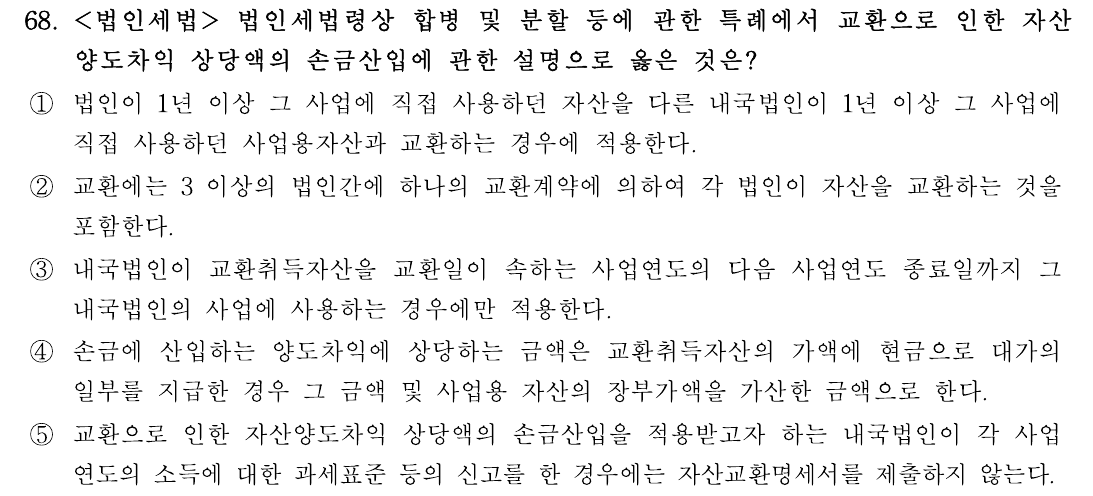 68. <법인세법> 법인세법령상 합병 및 분할 등에 관한 특례에서 교환으로 인한 자산
양도차익 상당액의 손금산입에 관한 설명으로 옳은 것은?
① 법인이 1년 이상 그 사업에 직접 사용하던 자산을 다른 내국법인이 1년 이상 그 사업에
직접 사용하던 사업용자산과 교환하는 경우에 적용한다.
② 교환에는 3 이상의 법인간에 하나의 교환계약에 의하여 각 법인이 자산을 교환하는 것을
포함한다.
③ 내국법인이 교환취득자산을 교환일이 속하는 사업연도의 다음 사업연도 종료일까지 그
내국법인의 사업에 사용하는 경우에만 적용한다.
④ 손금에 산입하는 양도차익에 상당하는 금액은 교환취득자산의 가액에 현금으로 대가의
일부를 지급한 경우 그 금액 및 사업용 자산의 장부가액을 가산한 금액으로 한다.
⑤ 교환으로 인한 자산양도차익 상당액의 손금산입을 적용받고자 하는 내국법인이 각 사업
연도의 소득에 대한 과세표준 등의 신고를 한 경우에는 자산교환명세서를 제출하지 않는다.